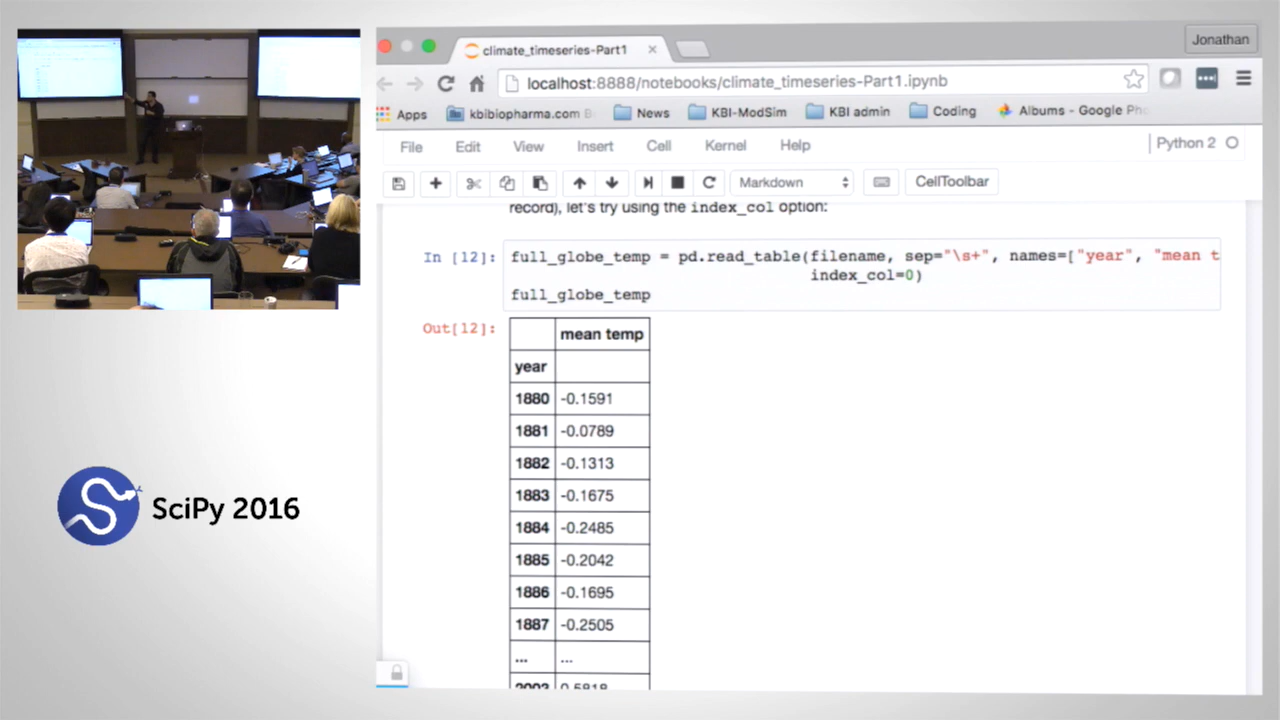 Jonathan
climate_timeseries-Part1
localhost:8888/notebooks/climate_timeseries-Part1.ipynb
Apps kbibiopharma.com News KBI-ModSim KBI admin Coding Albums - Google
File Edit View Insert Cell Kernel Help Python 2
Markdown CellToolbar
record), let's try using the index_col option:
In [12]: full_globe_temp = pd.read_table(filename, sep="\s+", names=["year", "mean t
index_col=0)
full_globe_temp
Out[12]:
mean temp
year
1880 -0.1591
1881 -0.0789
1882 -0.1313
1883 -0.1675
1884 -0.2485
1885 -0.2042
1886 -0.1695
1887 -0.2505
... ...
SciPy 2016